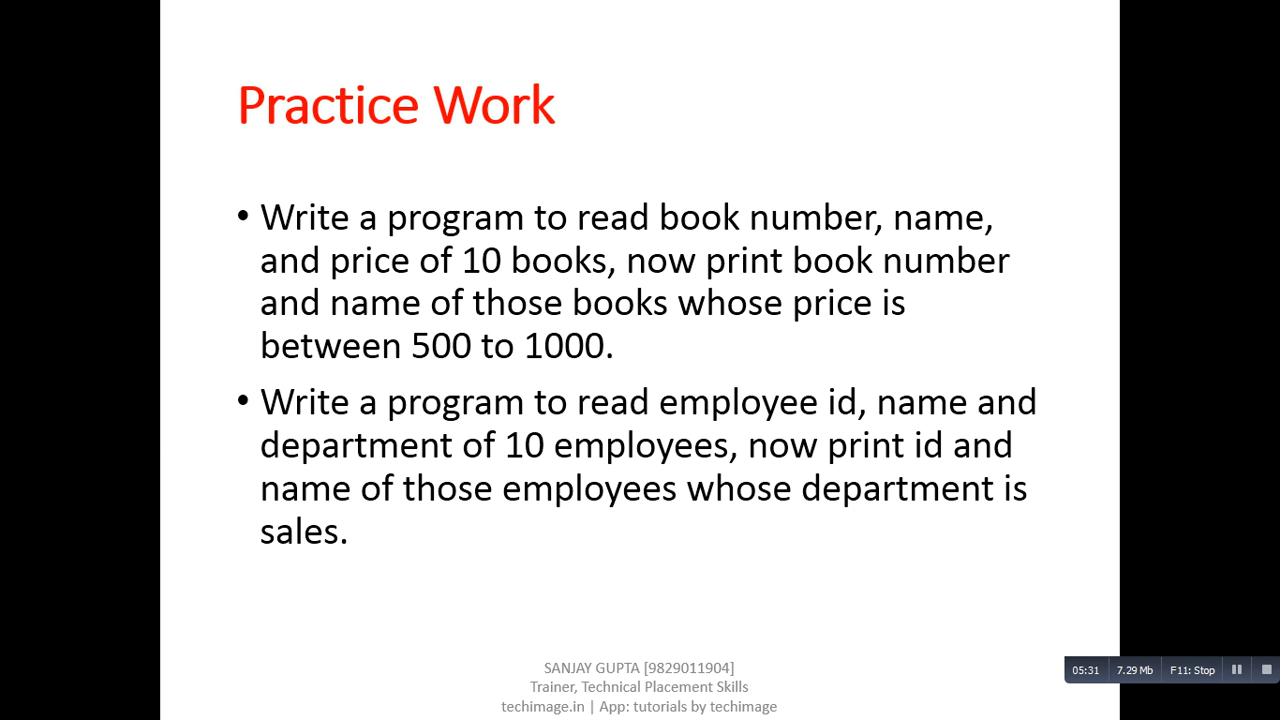 Practice Work
• Write a program to read book number, name,
and price of 10 books, now print book number
and name of those books whose price is
between 500 to 1000.
• Write a program to read employee id, name and
department of 10 employees, now print id and
name of those employees whose department is
sales.
SANJAY GUPTA [9829011904]
Trainer, Technical Placement Skills
techimage.in | App: tutorials by techimage
05:31 7.29 Mb F11: Stop